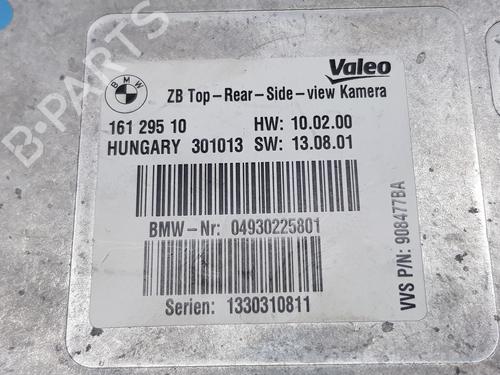 B-PARTS
BMW
Valeo
ZB Top-Rear-Side-view Kamera
161 295 10 HW: 10.02.00
HUNGARY 301013 SW: 13.08.01
BMW-Nr: 04930225801
Serien: 1330310811
VVS P/N: 908477BA